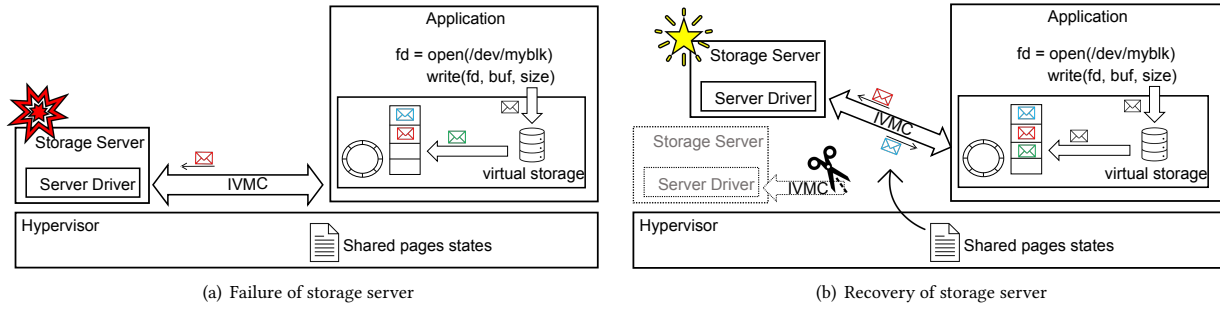 Application
fd = open(/dev/myblk)
write(fd, buf, size)
Storage Server
Server Driver
IVMC
virtual storage
Hypervisor
Shared pages states
(a) Failure of storage server
Application
fd = open(/dev/myblk)
write(fd, buf, size)
Storage Server
Server Driver
IVMC
Storage Server
Server Driver
IVMC
virtual storage
Hypervisor
Shared pages states
(b) Recovery of storage server